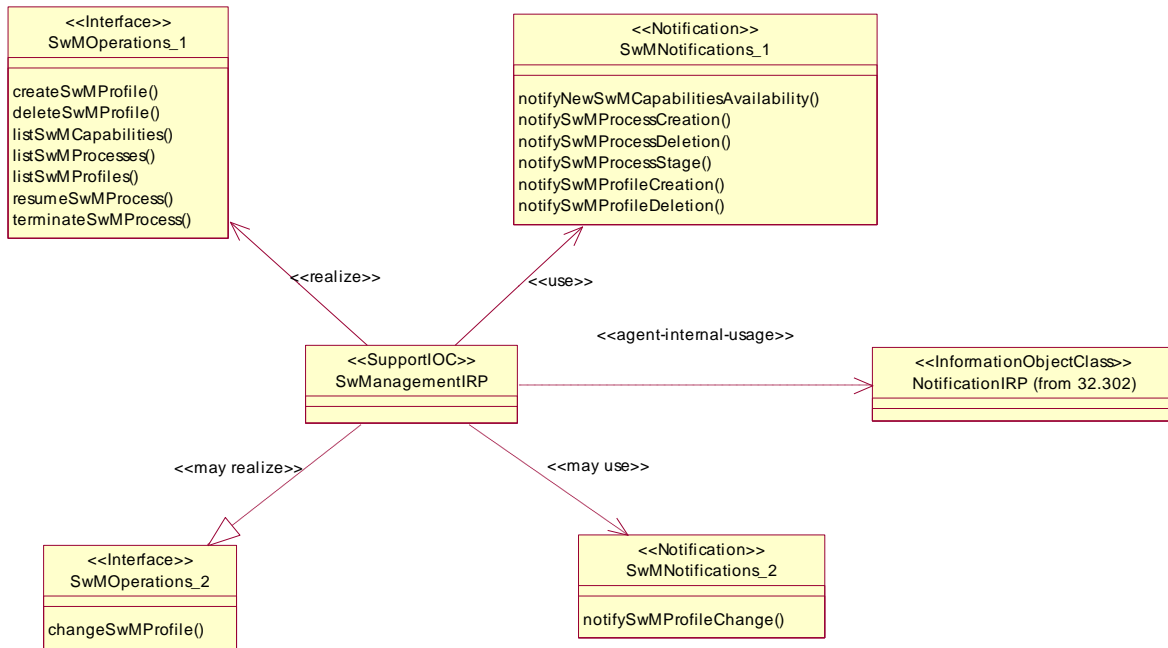 <<Interface>>
SwMOperations_1
createSwMProfile()
deleteSwMProfile()
listSwMCapabilities()
listSwMProcesses()
listSwMProfiles()
resumeSwMProcess()
terminateSwMProcess()
<<Notification>>
SwMNotifications_1
notifyNewSwMCapabilitiesAvailability()
notifySwMProcessCreation()
notifySwMProcessDeletion()
notifySwMProcessStage()
notifySwMProfileCreation()
notifySwMProfileDeletion()
<<realize>>
<<use>>
<<agent-internal-usage>>
<<SupportIOC>>
SwManagementIRP
<<InformationObjectClass>>
NotificationIRP (from 32.302)
<<may realize>>
<<may use>>
<<Interface>>
SwMOperations_2
changeSwMProfile()
<<Notification>>
SwMNotifications_2
notifySwMProfileChange()